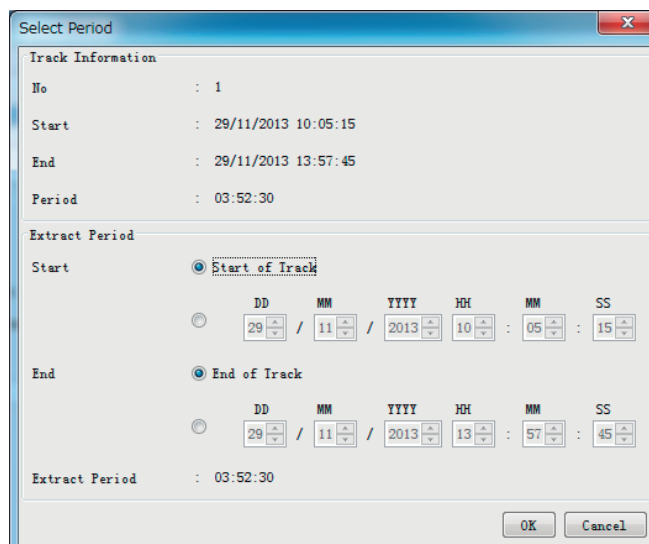 Select Period
Track Information
No : 1
Start : 29/11/2013 10:05:15
End : 29/11/2013 13:57:45
Period : 03:52:30
Extract Period
Start Start of Track
DD MM YYYY HH MM SS
29 / 11 / 2013 10 : 05 : 15
End End of Track
DD MM YYYY HH MM SS
29 / 11 / 2013 13 : 57 : 45
Extract Period : 03:52:30
OK Cancel